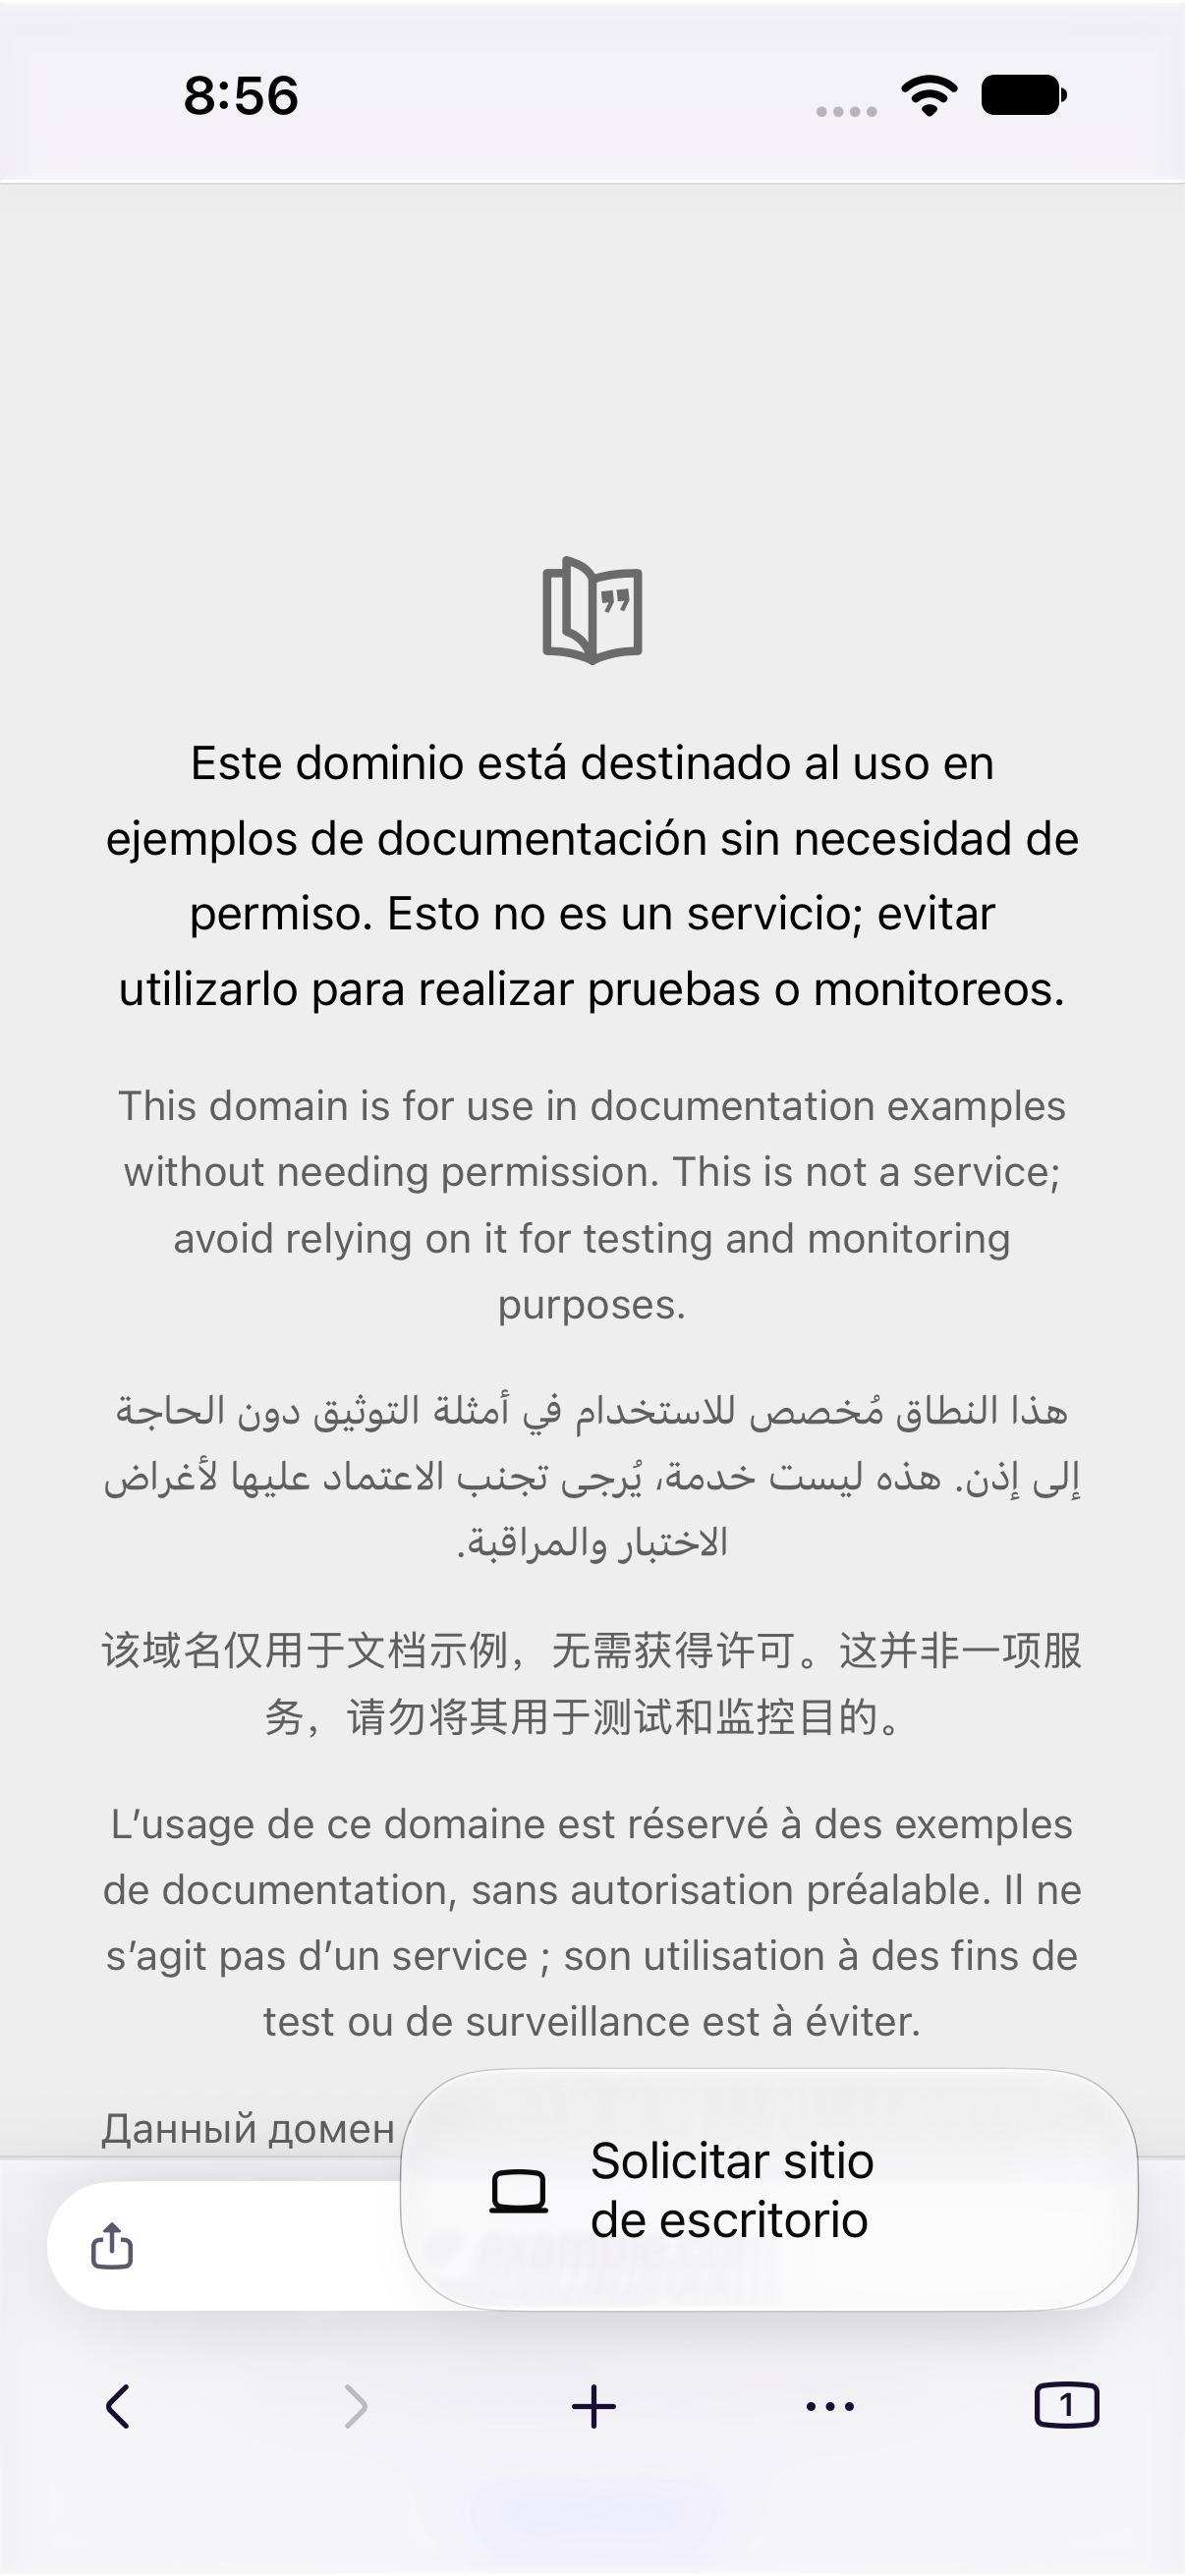 8:56
Este dominio está destinado al uso en
ejemplos de documentación sin necesidad de
permiso. Esto no es un servicio; evitar
utilizarlo para realizar pruebas o monitoreos.
This domain is for use in documentation examples
without needing permission. This is not a service;
avoid relying on it for testing and monitoring
purposes.
هذا النطاق مُخصص للاستخدام في أمثلة التوثيق دون الحاجة
إلى إذن. هذه ليست خدمة، يُرجى تجنب الاعتماد عليها لأغراض
الاختبار والمراقبة.
该域名仅用于文档示例，无需获得许可。这并非一项服
务，请勿将其用于测试和监控目的。
L’usage de ce domaine est réservé à des exemples
de documentation, sans autorisation préalable. Il ne
s’agit pas d’un service ; son utilisation à des fins de
test ou de surveillance est à éviter.
Данный домен
Solicitar sitio
de escritorio
1